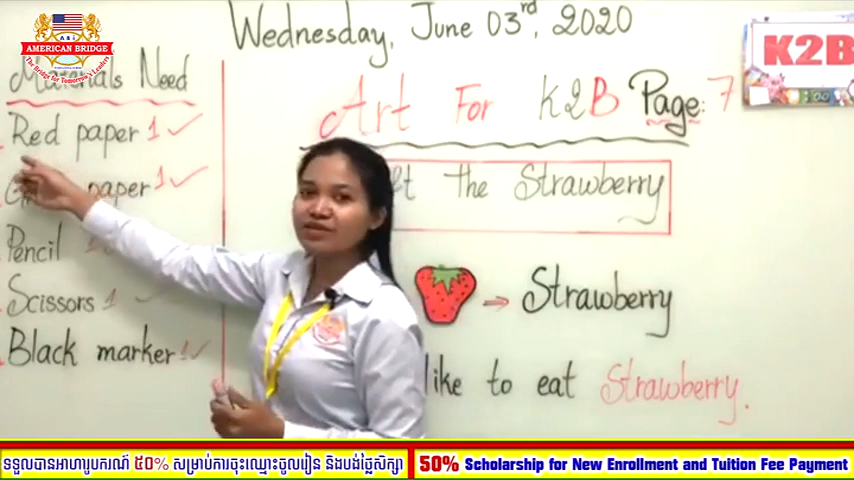 AMERICAN BRIDGE
The Bridge for Tomorrow's Leaders
Wednesday, June 03rd, 2020
K2B
Materials Need
Red paper 1 ✓
paper 1 ✓
Pencil 1
Scissors 1 ✓
Black marker 1 ✓
Art For K2B Page: 7
the Strawberry
→ Strawberry
like to eat Strawberry.
ទទួលបានអាហារូបករណ៍ ៥០% សម្រាប់ការចុះឈ្មោះចូលរៀន និងបង់ថ្លៃសិក្សា
50% Scholarship for New Enrollment and Tuition Fee Payment